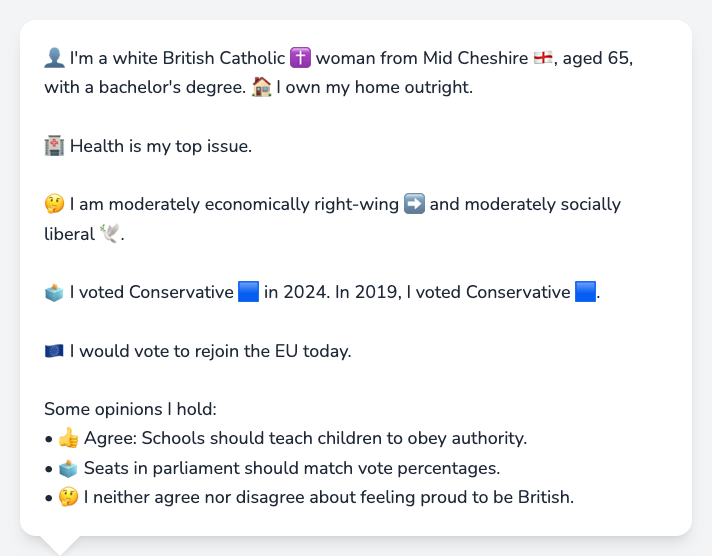 👤 I'm a white British Catholic ✝️ woman from Mid Cheshire 🏴󠁧󠁢󠁥󠁮󠁧󠁿, aged 65,
with a bachelor's degree. 🏠 I own my home outright.
🏥 Health is my top issue.
🤔 I am moderately economically right-wing ➡️ and moderately socially
liberal 🕊️.
🗳️ I voted Conservative 🟦 in 2024. In 2019, I voted Conservative 🟦.
🇪🇺 I would vote to rejoin the EU today.
Some opinions I hold:
• 👍 Agree: Schools should teach children to obey authority.
• 🗳️ Seats in parliament should match vote percentages.
• 🤔 I neither agree nor disagree about feeling proud to be British.